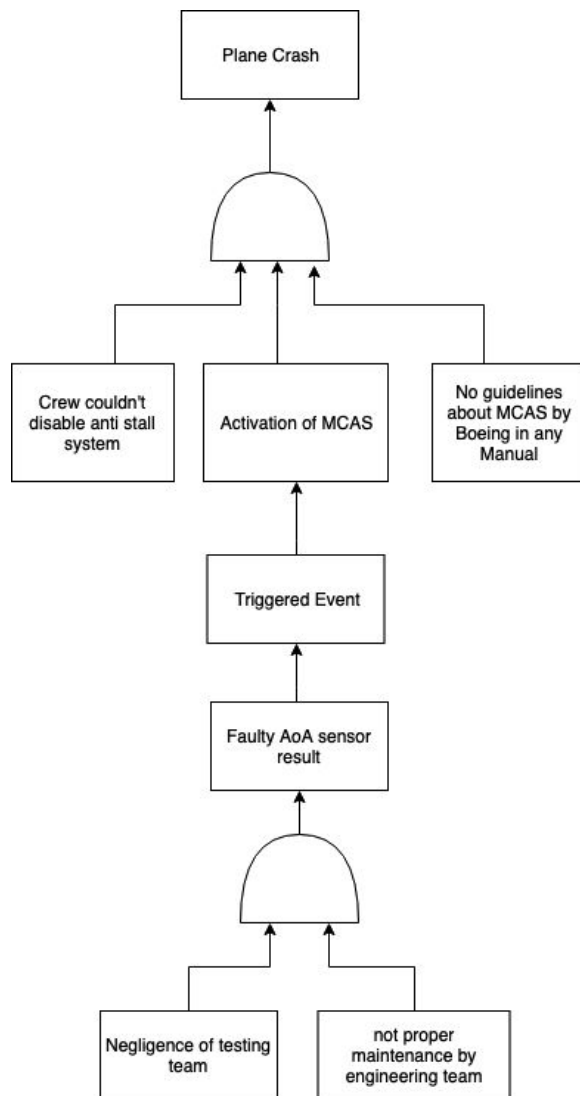 Plane Crash
Crew couldn't
disable anti stall
system
Activation of MCAS
No guidelines
about MCAS by
Boeing in any
Manual
Triggered Event
Faulty AoA sensor
result
Negligence of testing
team
not proper
maintenance by
engineering team